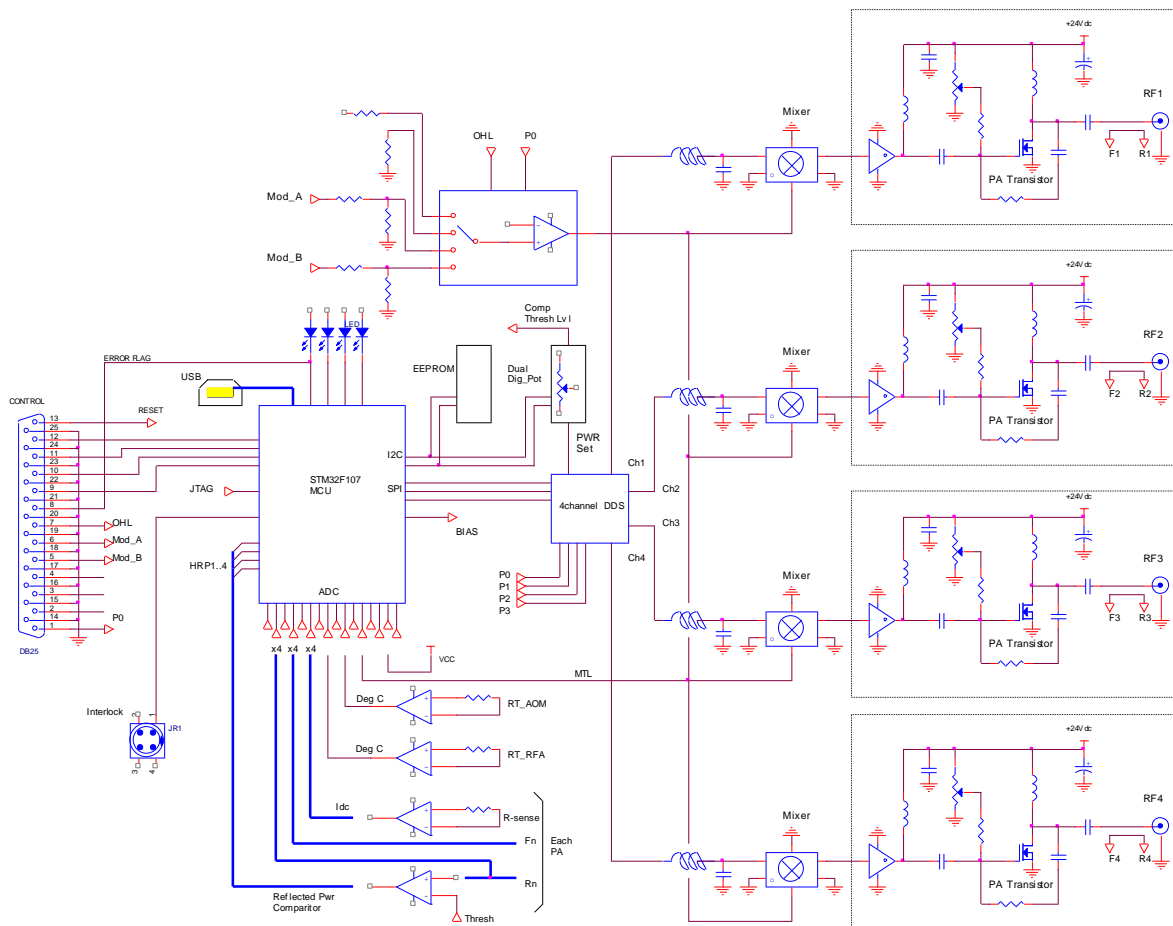 +24Vdc
RF1
Mixer
OHL
P0
F1
R1
PA Transistor
Mod_A
Mod_B
+24Vdc
Comp
Thresh Lvl
LED
RF2
ERROR FLAG
USB
EEPROM
Dual
Dig_Pot
Mixer
F2
R2
CONTROL
RESET
PWR
Set
PA Transistor
13
25
12
24
11
23
10
22
9
21
8
20
7
19
6
18
5
17
4
16
3
15
2
14
1
I2C
STM32F107
MCU
SPI
JTAG
Ch1
Ch2
4channel DDS
Ch3
Ch4
+24Vdc
OHL
Mod_A
Mod_B
BIAS
RF3
HRP1..4
P0
P1
P2
P3
ADC
Mixer
F3
R3
P0
PA Transistor
DB25
x4
x4
x4
VCC
MTL
Deg C
RT_AOM
Interlock
2
1
JR1
3
4
+24Vdc
Deg C
RT_RFA
RF4
Idc
R-sense
Mixer
Fn
Each
PA
F4
R4
Rn
PA Transistor
Reflected Pwr
Comparitor
Thresh